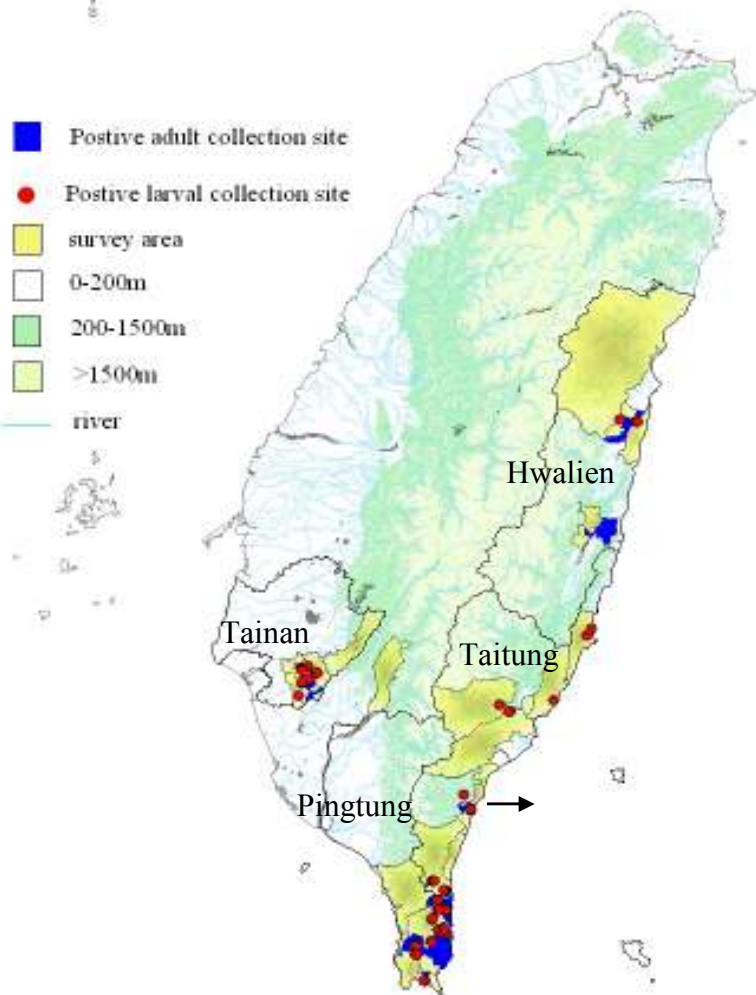 Postive adult collection site
Postive larval collection site
survey area
0-200m
200-1500m
>1500m
river
Hwalien
Tainan
Taitung
Pingtung